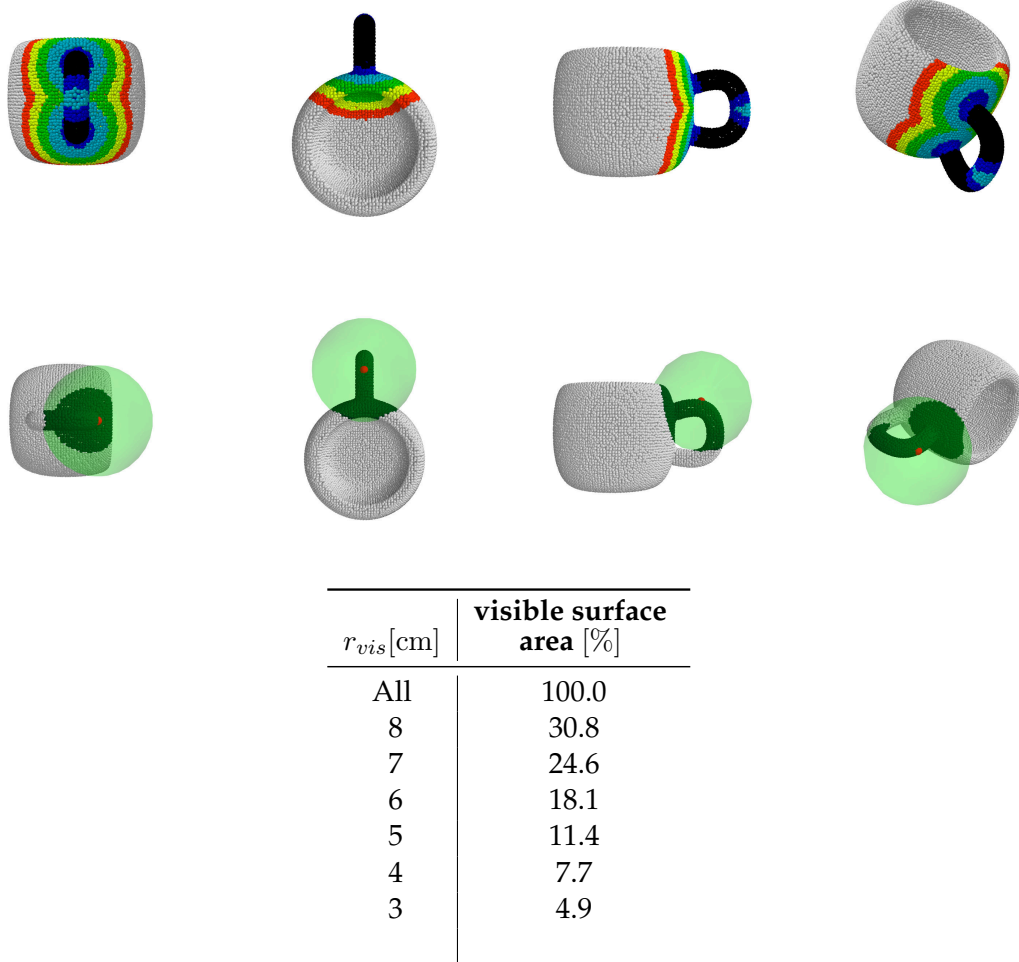 visible surface
r_vis[cm] area [%]
All 100.0
8 30.8
7 24.6
6 18.1
5 11.4
4 7.7
3 4.9